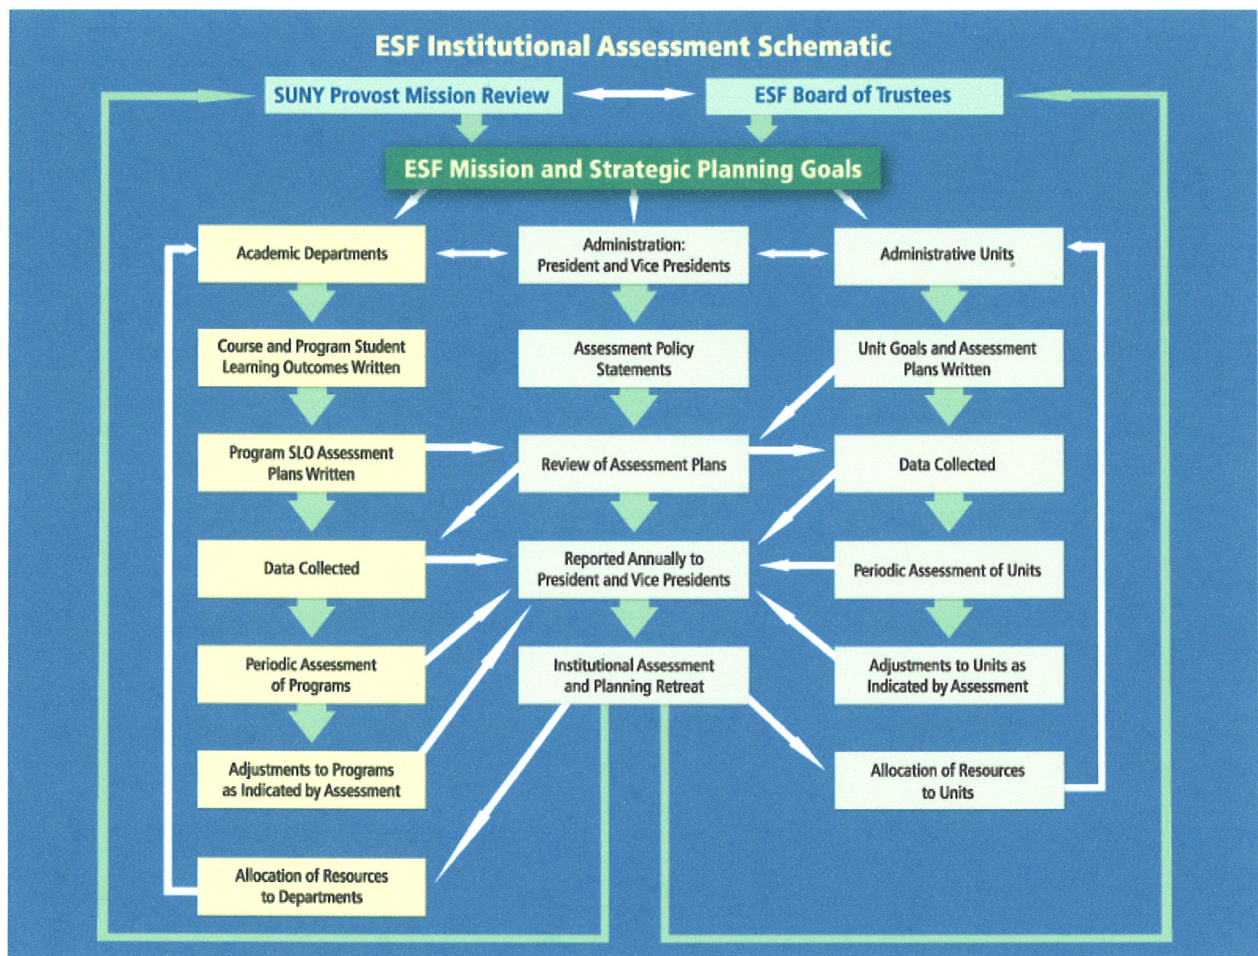 ESF Institutional Assessment Schematic
SUNY Provost Mission Review
ESF Board of Trustees
ESF Mission and Strategic Planning Goals
Academic Departments
Administration:
President and Vice Presidents
Administrative Units
Course and Program Student
Learning Outcomes Written
Assessment Policy
Statements
Unit Goals and Assessment
Plans Written
Program SLO Assessment
Plans Written
Review of Assessment Plans
Data Collected
Data Collected
Reported Annually to
President and Vice Presidents
Periodic Assessment of Units
Periodic Assessment
of Programs
Institutional Assessment
and Planning Retreat
Adjustments to Units as
Indicated by Assessment
Adjustments to Programs
as Indicated by Assessment
Allocation of Resources
to Units
Allocation of Resources
to Departments